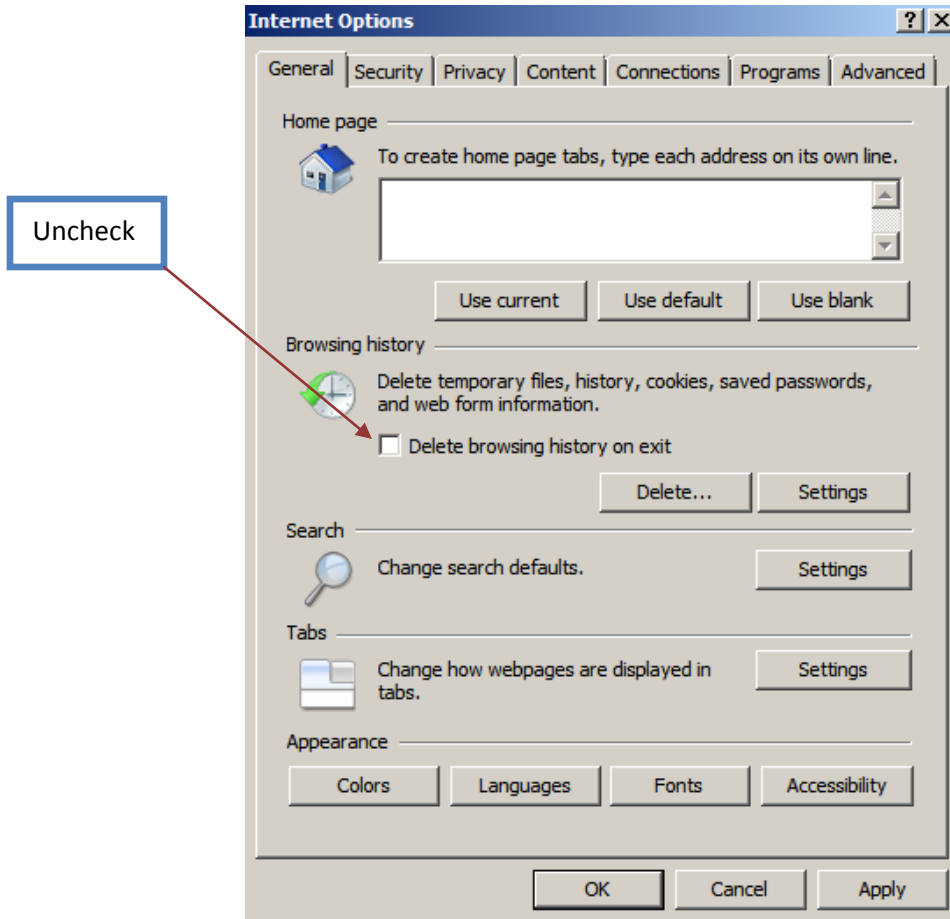 Internet Options
? X
General Security Privacy Content Connections Programs Advanced
Home page
To create home page tabs, type each address on its own line.
Uncheck
Use current Use default Use blank
Browsing history
Delete temporary files, history, cookies, saved passwords,
and web form information.
Delete browsing history on exit
Delete... Settings
Search
Change search defaults. Settings
Tabs
Change how webpages are displayed in Settings
tabs.
Appearance
Colors Languages Fonts Accessibility
OK Cancel Apply